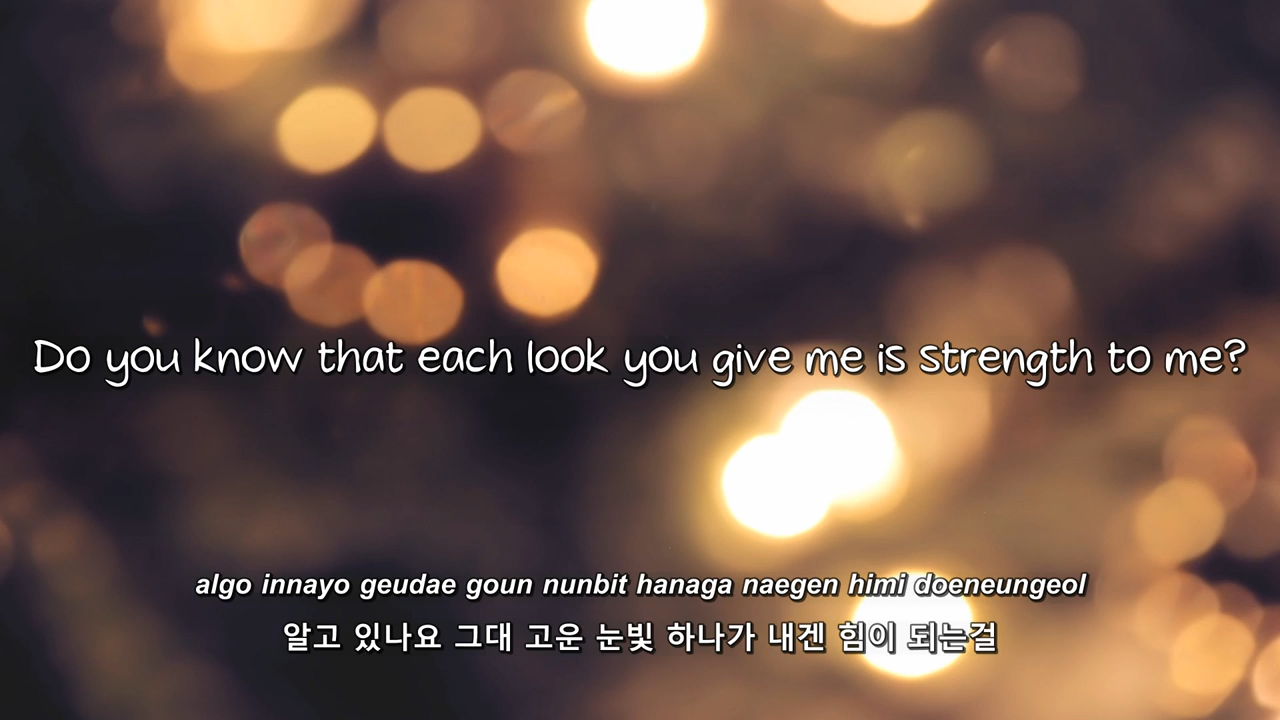 Do you know that each look you give me is strength to me?
algo innayo geudae goun nunbit hanaga naegen himi doeneungeol
알고 있나요 그대 고운 눈빛 하나가 내겐 힘이 되는걸